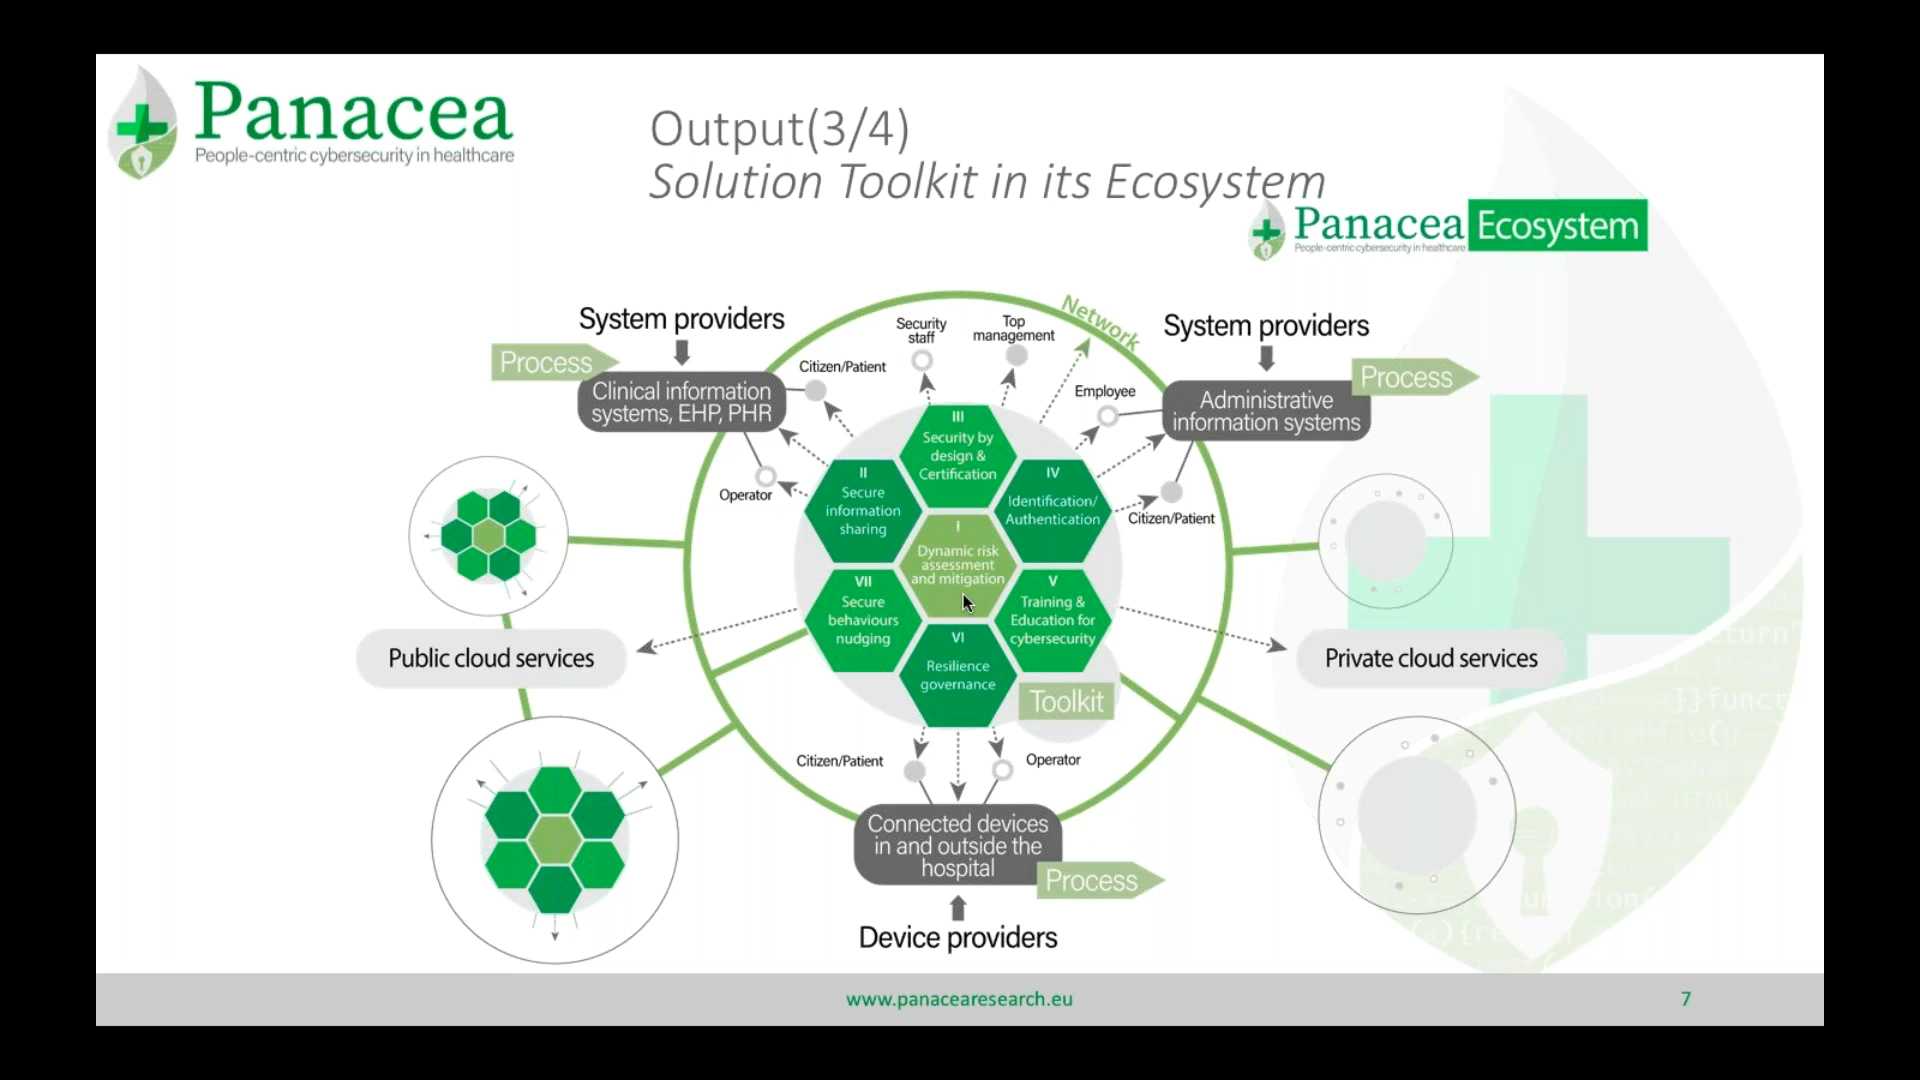 Panacea
People-centric cybersecurity in healthcare
Output(3/4)
Solution Toolkit in its Ecosystem
Panacea Ecosystem
People-centric cybersecurity in healthcare
Network
System providers
Process
Clinical information
systems, EHP, PHR
Citizen/Patient
Operator
Security
staff
Top
management
Employee
System providers
Process
Administrative
information systems
Citizen/Patient
III
Security by
design &
Certification
II
Secure
information
sharing
IV
Identification/
Authentication
I
Dynamic risk
assessment
and mitigation
VII
Secure
behaviours
nudging
V
Training &
Education for
cybersecurity
VI
Resilience
governance
Toolkit
Public cloud services
Private cloud services
Citizen/Patient
Operator
Connected devices
in and outside the
hospital
Process
Device providers
www.panacearesearch.eu
7